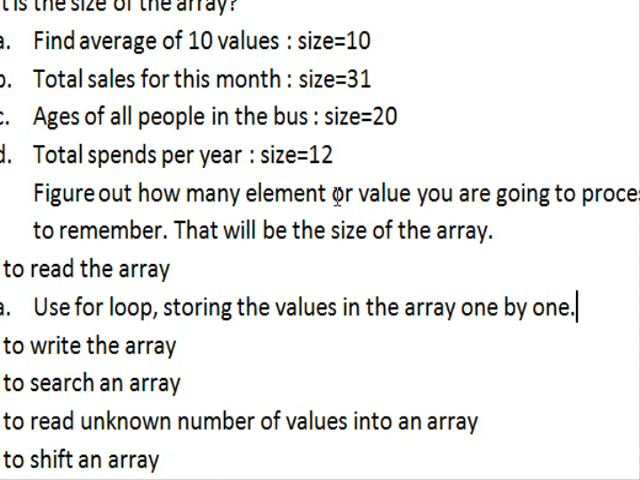 is the size of the array?
a. Find average of 10 values : size=10
b. Total sales for this month : size=31
c. Ages of all people in the bus : size=20
d. Total spends per year : size=12
Figure out how many element or value you are going to
to remember. That will be the size of the array.
to read the array
a. Use for loop, storing the values in the array one by one.
to write the array
to search an array
to read unknown number of values into an array
to shift an array